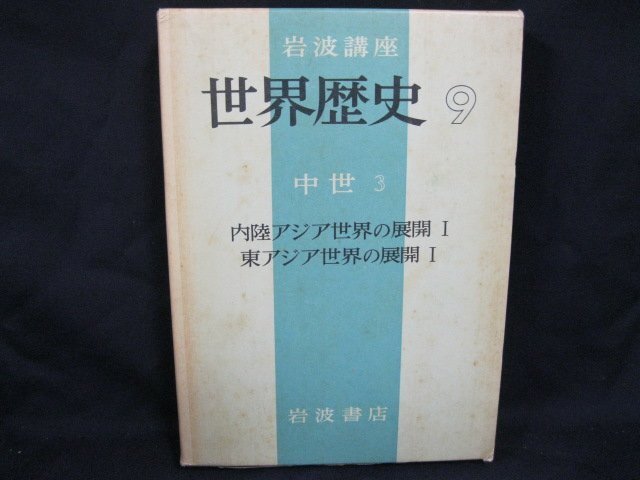 岩波講座
世界歴史 9
中世 3
内陸アジア世界の展開 I
東アジア世界の展開 I
岩波書店